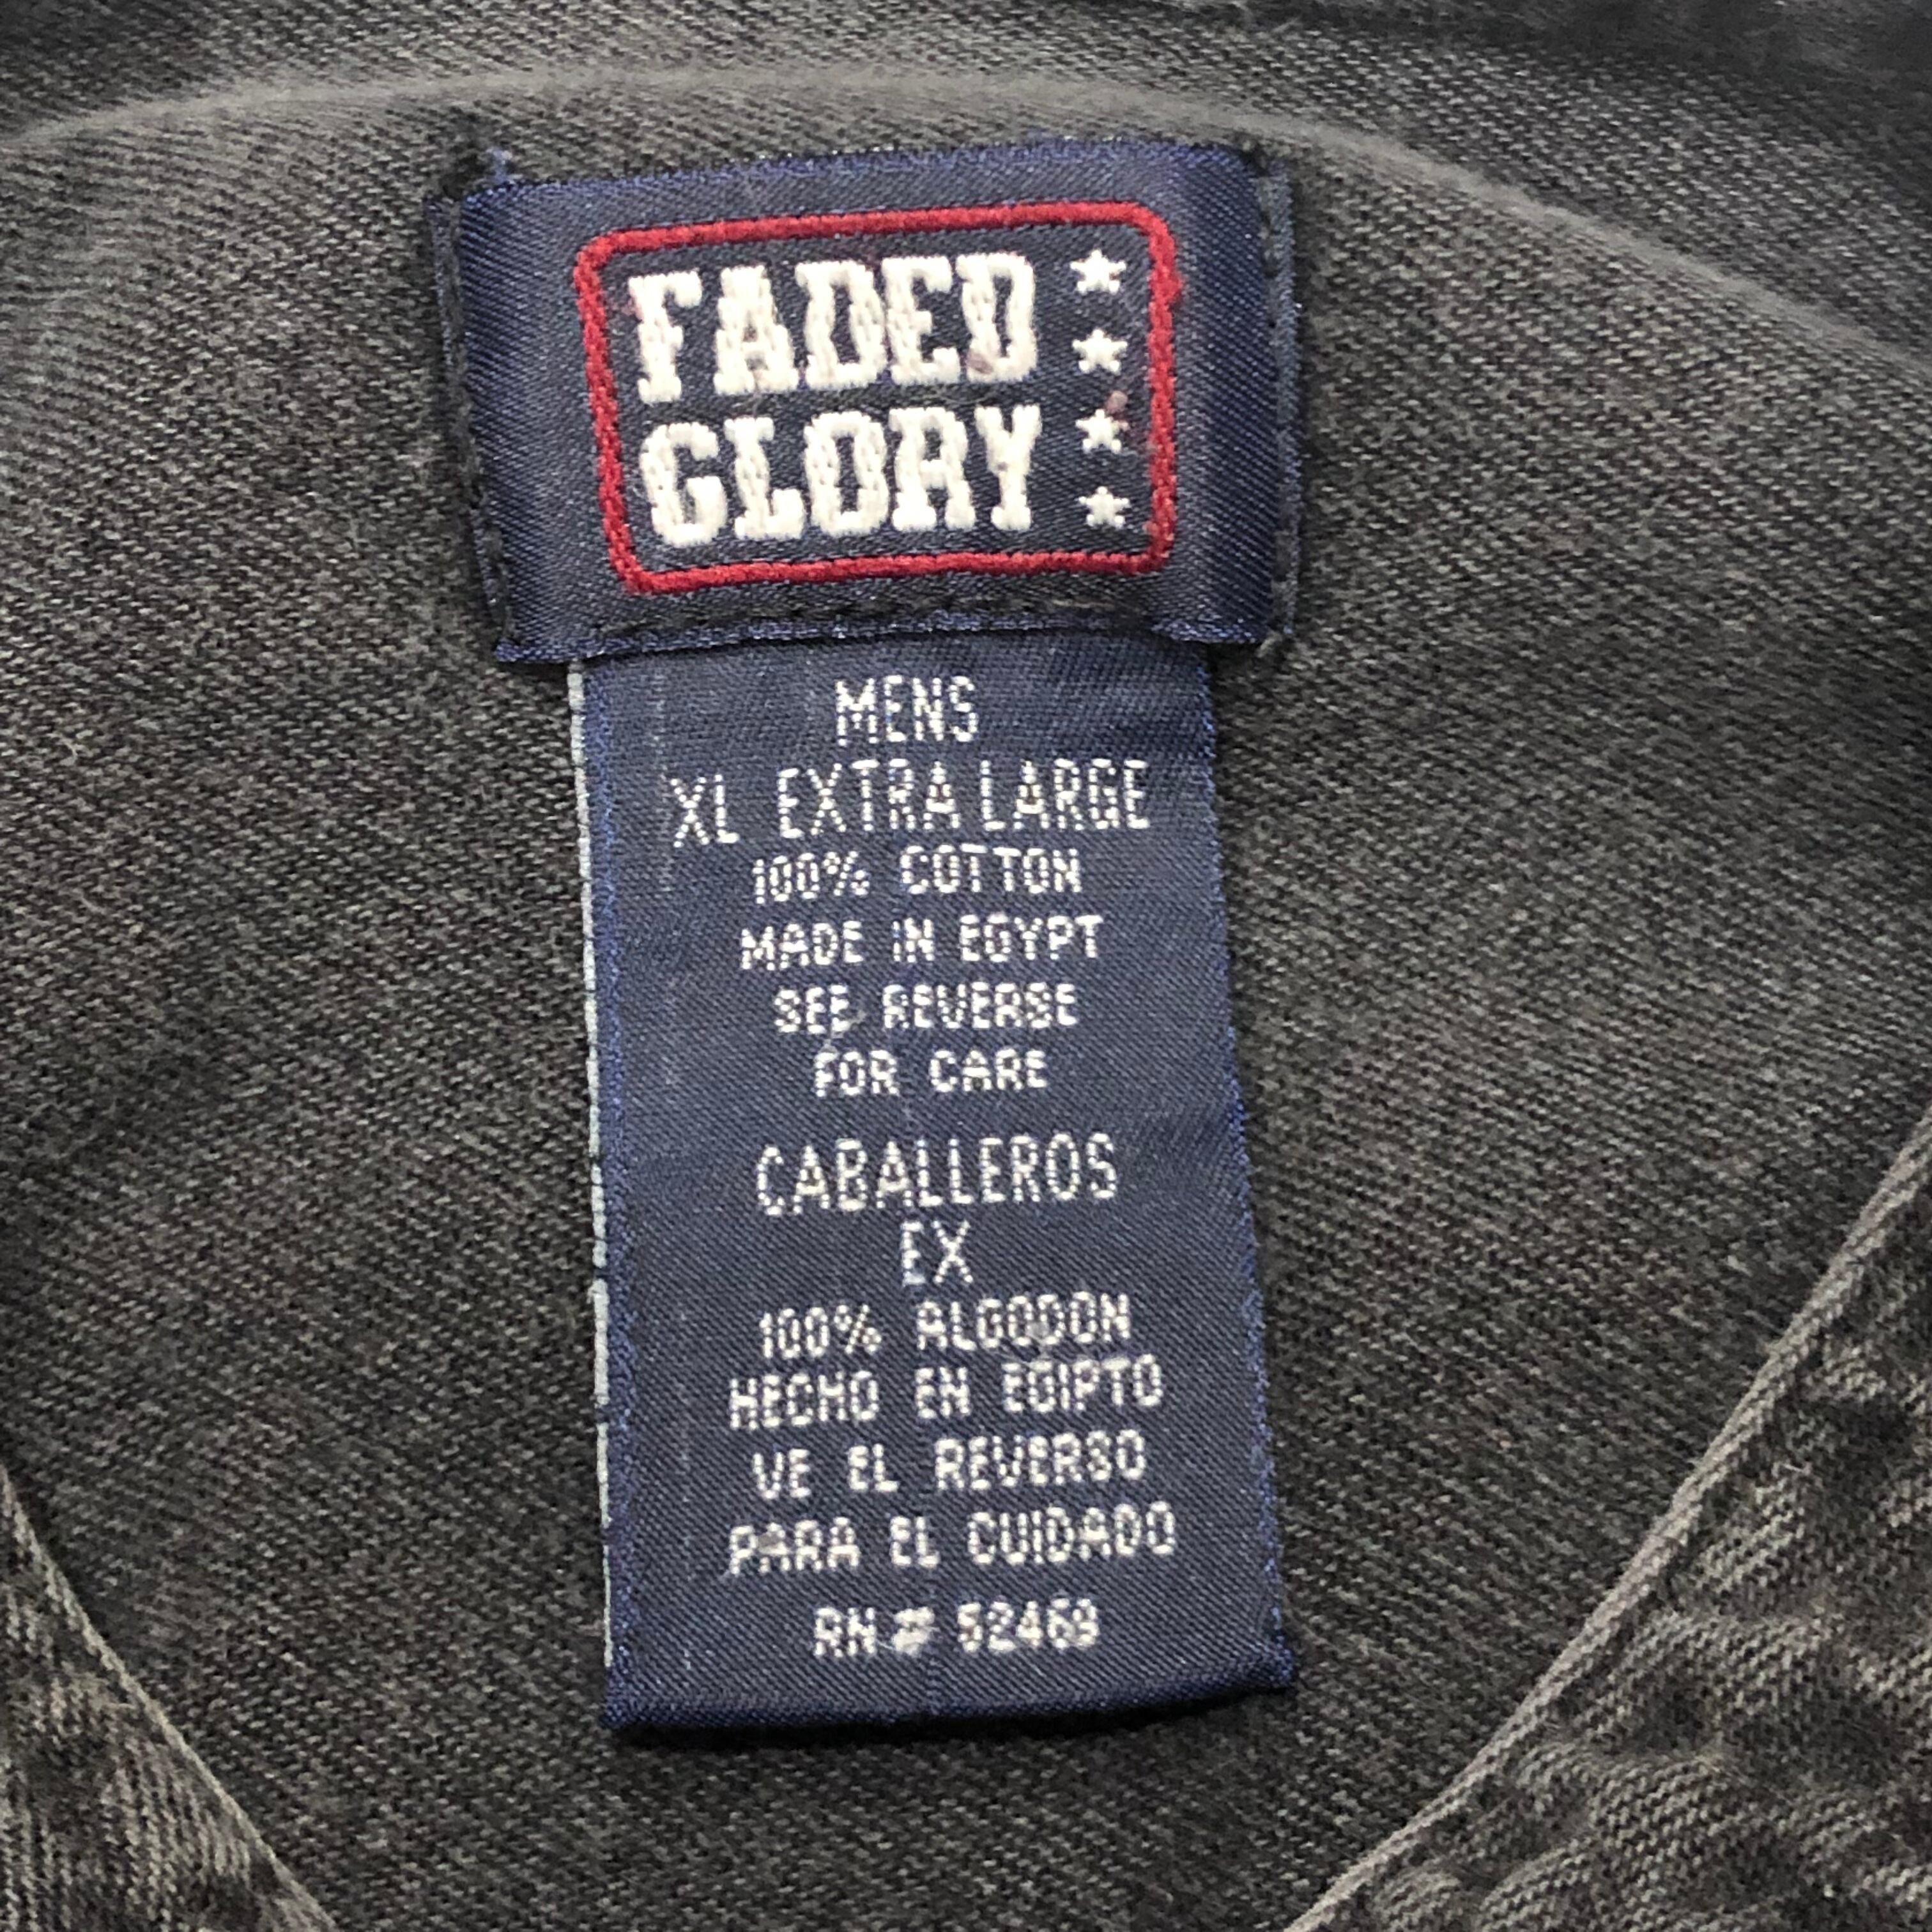 FADED
GLORY
MENS
XL EXTRA LARGE
100% COTTON
MADE IN EGYPT
SEE REVERSE
FOR CARE
CABALLEROS
EX
100% ALGODON
HECHO EN EGIPTO
VE EL REVERSO
PARA EL CUIDADO
RN # 52469